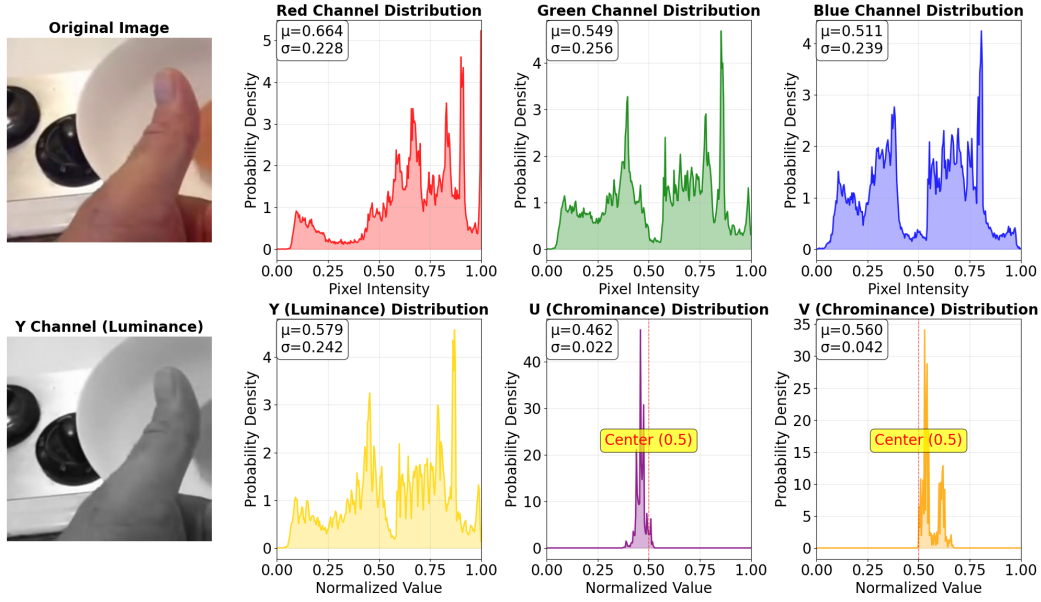 Original Image
Red Channel Distribution
μ=0.664
σ=0.228
Probability Density
0
1
2
3
4
5
0.00 0.25 0.50 0.75 1.00
Pixel Intensity
Green Channel Distribution
μ=0.549
σ=0.256
Probability Density
0
1
2
3
4
0.00 0.25 0.50 0.75 1.00
Pixel Intensity
Blue Channel Distribution
μ=0.511
σ=0.239
Probability Density
0
1
2
3
4
0.00 0.25 0.50 0.75 1.00
Pixel Intensity
Y Channel (Luminance)
Y (Luminance) Distribution
μ=0.579
σ=0.242
Probability Density
0
1
2
3
4
0.00 0.25 0.50 0.75 1.00
Normalized Value
U (Chrominance) Distribution
μ=0.462
σ=0.022
Center (0.5)
Probability Density
0
10
20
30
40
0.00 0.25 0.50 0.75 1.00
Normalized Value
V (Chrominance) Distribution
μ=0.560
σ=0.042
Center (0.5)
Probability Density
0
5
10
15
20
25
30
35
0.00 0.25 0.50 0.75 1.00
Normalized Value